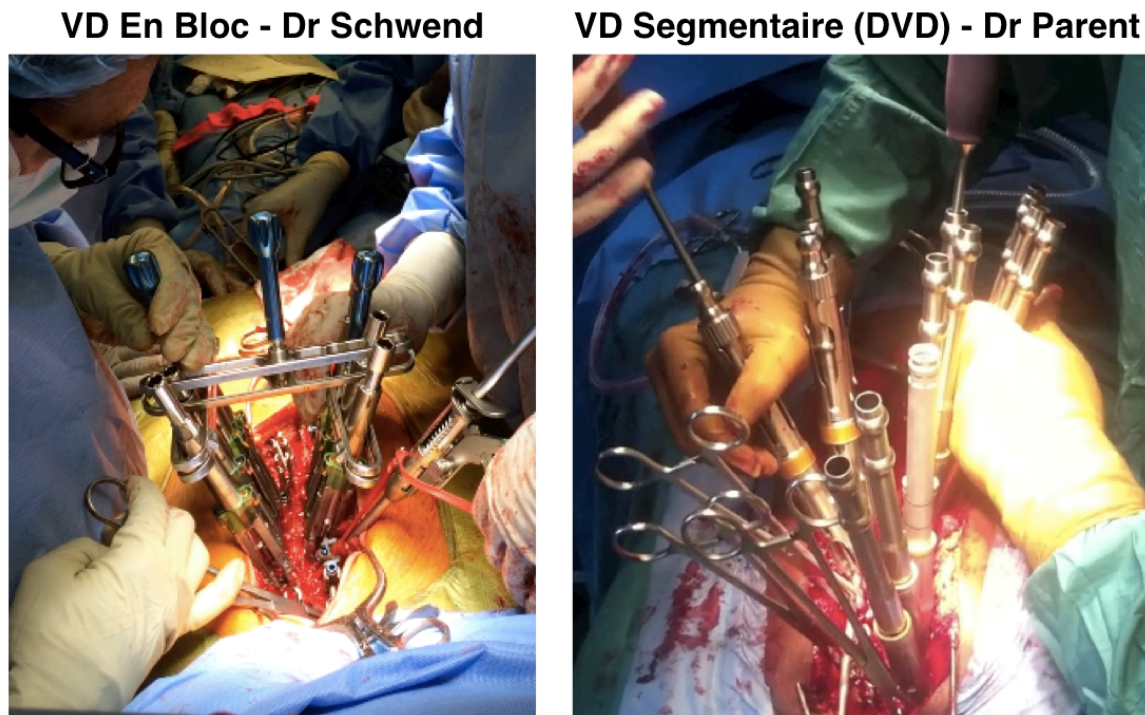 VD En Bloc - Dr Schwend
VD Segmentaire (DVD) - Dr Parent